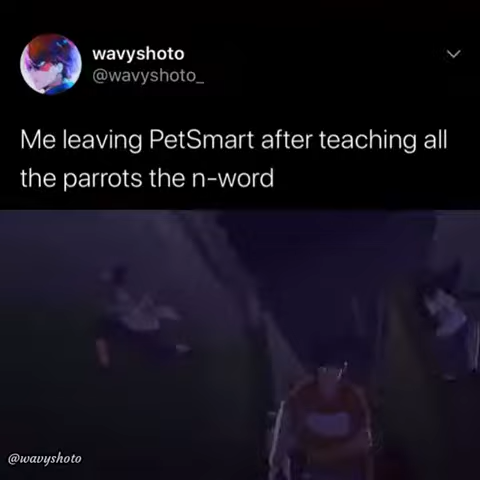 wavyshoto
@wavyshoto_
Me leaving PetSmart after teaching all
the parrots the n-word
@wavyshoto